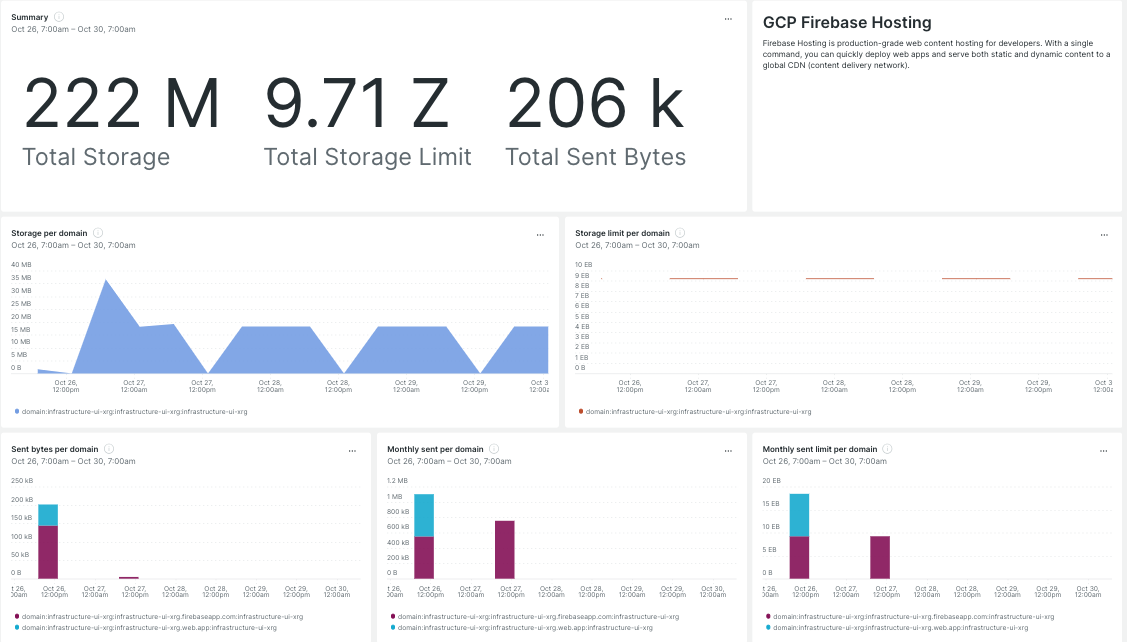 Summary
Oct 26, 7:00am – Oct 30, 7:00am
...
222 M
9.71 Z
206 k
Total Storage
Total Storage Limit
Total Sent Bytes
GCP Firebase Hosting
Firebase Hosting is production-grade web content hosting for developers. With a single
command, you can quickly deploy web apps and serve both static and dynamic content to a
global CDN (content delivery network).
Storage per domain
Oct 26, 7:00am – Oct 30, 7:00am
...
40 MB
35 MB
30 MB
25 MB
20 MB
15 MB
10 MB
5 MB
0 B
Oct 26,
12:00pm
Oct 27,
12:00am
Oct 27,
12:00pm
Oct 28,
12:00am
Oct 28,
12:00pm
Oct 29,
12:00am
Oct 29,
12:00pm
Oct 3
12:00a
domain:infrastructure-ui-xrg:infrastructure-ui-xrg:infrastructure-ui-xrg
Storage limit per domain
Oct 26, 7:00am – Oct 30, 7:00am
...
10 EB
9 EB
8 EB
7 EB
6 EB
5 EB
4 EB
3 EB
2 EB
1 EB
0 B
Oct 26,
12:00pm
Oct 27,
12:00am
Oct 27,
12:00pm
Oct 28,
12:00am
Oct 28,
12:00pm
Oct 29,
12:00am
Oct 29,
12:00pm
Oct 3
12:00a
domain:infrastructure-ui-xrg:infrastructure-ui-xrg:infrastructure-ui-xrg
Sent bytes per domain
Oct 26, 7:00am – Oct 30, 7:00am
...
250 kB
200 kB
150 kB
100 kB
50 kB
0 B
t 26,
00am
Oct 26,
12:00pm
Oct 27,
12:00am
Oct 27,
12:00pm
Oct 28,
12:00am
Oct 28,
12:00pm
Oct 29,
12:00am
Oct 29,
12:00pm
Oct 30,
12:00am
domain:infrastructure-ui-xrg:infrastructure-ui-xrg.firebaseapp.com:infrastructure-ui-xrg
domain:infrastructure-ui-xrg:infrastructure-ui-xrg.web.app:infrastructure-ui-xrg
Monthly sent per domain
Oct 26, 7:00am – Oct 30, 7:00am
...
1.2 MB
1 MB
800 kB
600 kB
400 kB
200 kB
0 B
26,
00am
Oct 26,
12:00pm
Oct 27,
12:00am
Oct 27,
12:00pm
Oct 28,
12:00am
Oct 28,
12:00pm
Oct 29,
12:00am
Oct 29,
12:00pm
Oct 30,
12:00am
domain:infrastructure-ui-xrg:infrastructure-ui-xrg.firebaseapp.com:infrastructure-ui-xrg
domain:infrastructure-ui-xrg:infrastructure-ui-xrg.web.app:infrastructure-ui-xrg
Monthly sent limit per domain
Oct 26, 7:00am – Oct 30, 7:00am
...
20 EB
15 EB
10 EB
5 EB
0 B
t 26,
00am
Oct 26,
12:00pm
Oct 27,
12:00am
Oct 27,
12:00pm
Oct 28,
12:00am
Oct 28,
12:00pm
Oct 29,
12:00am
Oct 29,
12:00pm
Oct 30,
12:00am
domain:infrastructure-ui-xrg:infrastructure-ui-xrg.firebaseapp.com:infrastructure-ui-xrg
domain:infrastructure-ui-xrg:infrastructure-ui-xrg.web.app:infrastructure-ui-xrg